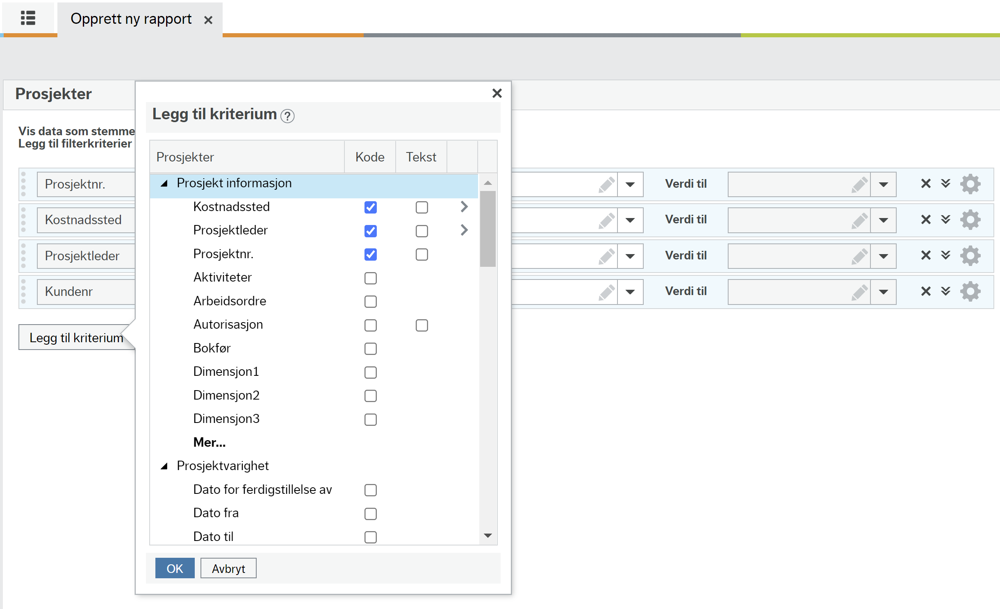 Opprett ny rapport
Prosjekter
Vis data som stemme
Legg til filterkriterier
Prosjektnr.
Verdi til
Kostnadssted
Verdi til
Prosjektleder
Verdi til
Kundenr
Verdi til
Legg til kriterium
Legg til kriterium ?
Prosjekter Kode Tekst
Prosjekt informasjon
Kostnadssted
Prosjektleder
Prosjektnr.
Aktiviteter
Arbeidsordre
Autorisasjon
Bokfør
Dimensjon1
Dimensjon2
Dimensjon3
Mer...
Prosjektvarighet
Dato for ferdigstillelse av
Dato fra
Dato til
OK Avbryt